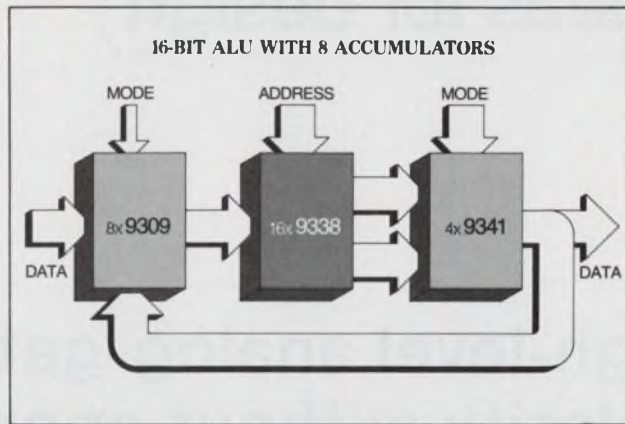 16-BIT ALU WITH 8 ACCUMULATORS
MODE ADDRESS MODE
8x 9309 16x 9338 4x 9341
DATA DATA